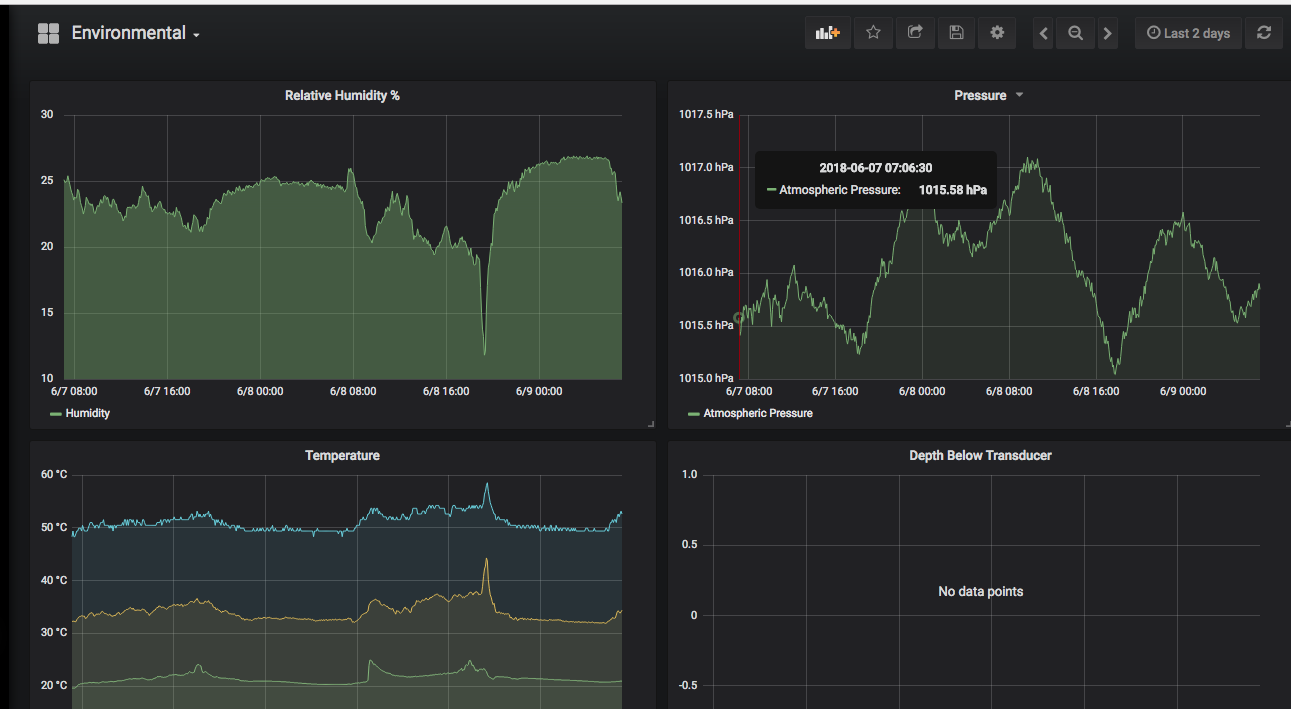 Environmental
Last 2 days
Relative Humidity %
30
25
20
15
10
6/7 08:00 6/7 16:00 6/8 00:00 6/8 08:00 6/8 16:00 6/9 00:00
Humidity
Pressure
1017.5 hPa
1017.0 hPa
1016.5 hPa
1016.0 hPa
1015.5 hPa
1015.0 hPa
2018-06-07 07:06:30
Atmospheric Pressure: 1015.58 hPa
6/7 08:00 6/7 16:00 6/8 00:00 6/8 08:00 6/8 16:00 6/9 00:00
Atmospheric Pressure
Temperature
60 °C
50 °C
40 °C
30 °C
20 °C
Depth Below Transducer
1.0
0.5
No data points
0
-0.5